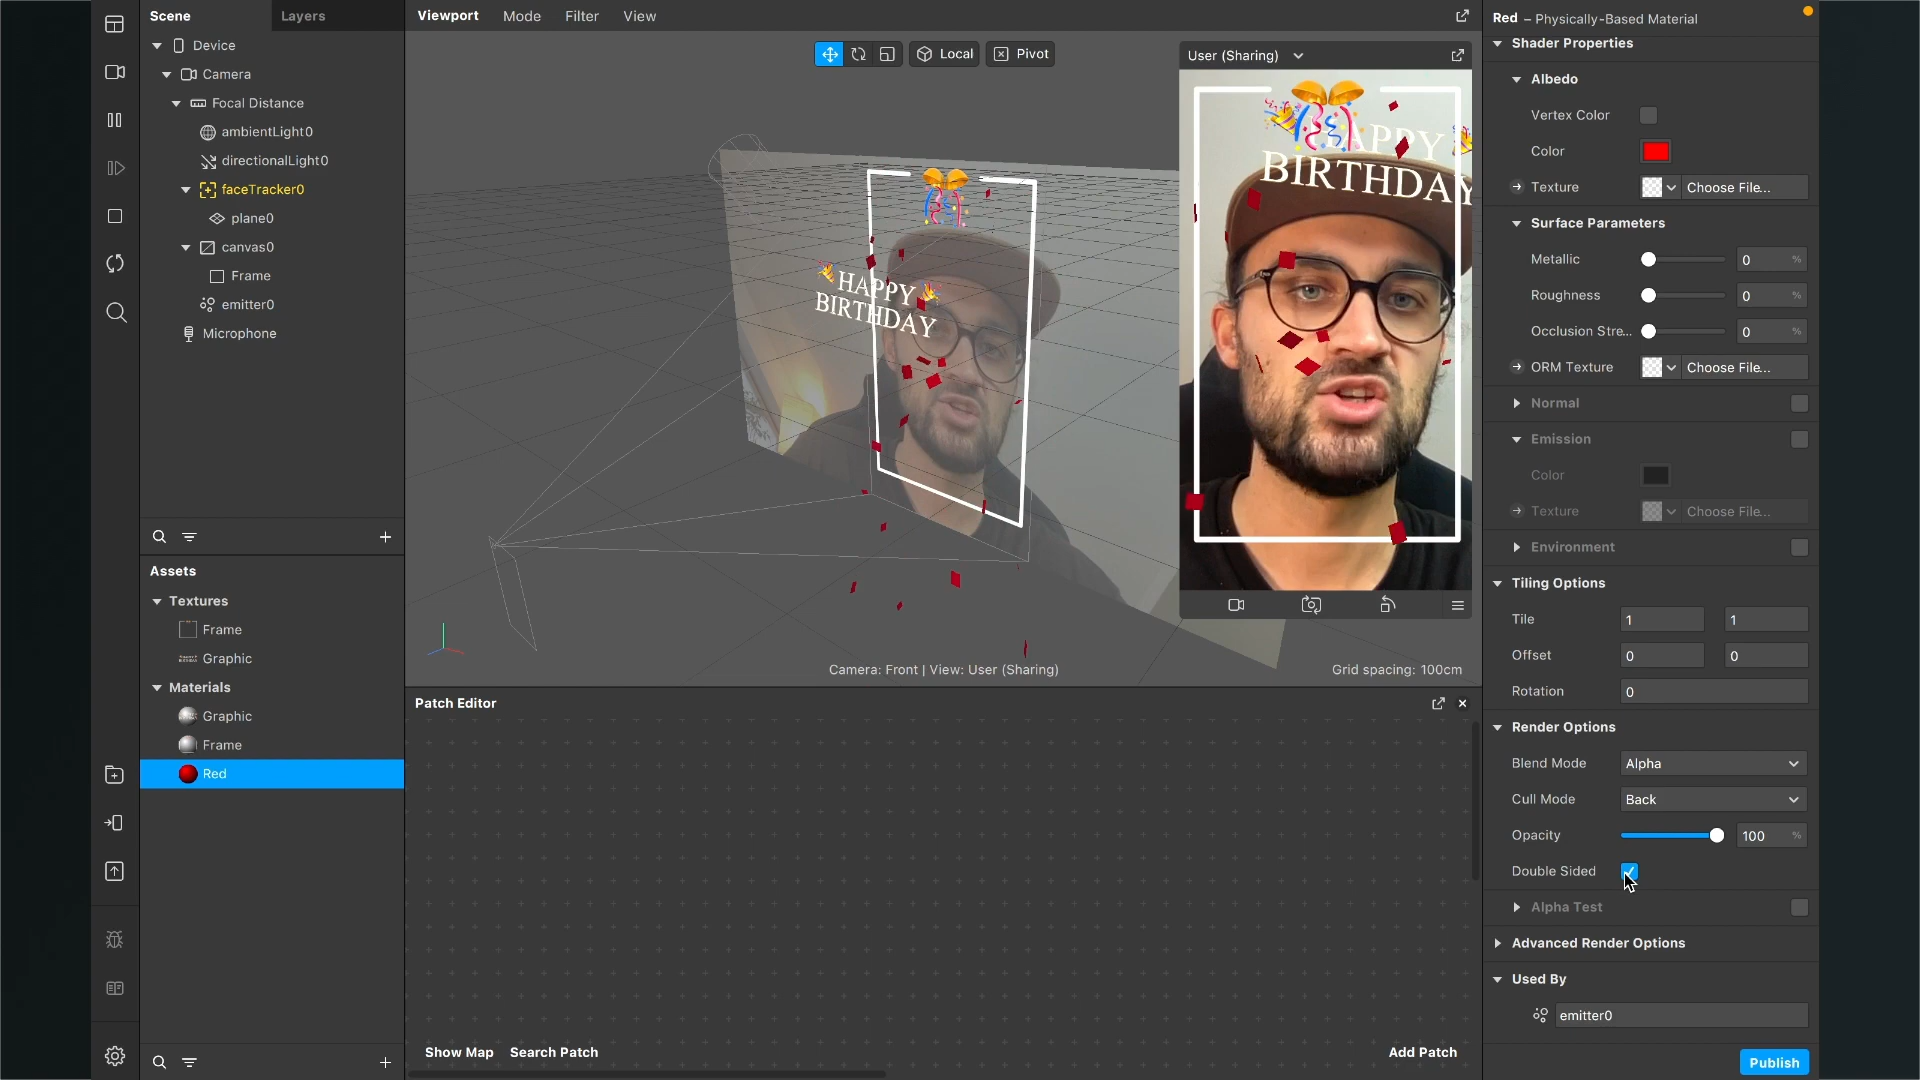 Scene
Layers
Device
Camera
Focal Distance
ambientLight0
directionalLight0
faceTracker0
plane0
canvas0
Frame
emitter0
Microphone
Assets
Textures
Frame
Graphic
Materials
Graphic
Frame
Red
Viewport
Mode
Filter
View
Local
Pivot
HAPPY
BIRTHDAY
User (Sharing)
HAPPY
BIRTHDAY
Camera: Front | View: User (Sharing)
Grid spacing: 100cm
Patch Editor
Show Map
Search Patch
Add Patch
Red – Physically-Based Material
Shader Properties
Albedo
Vertex Color
Color
Texture
Choose File...
Surface Parameters
Metallic
0 %
Roughness
0 %
Occlusion Stre...
0 %
ORM Texture
Choose File...
Normal
Emission
Color
Texture
Choose File...
Environment
Tiling Options
Tile
1
1
Offset
0
0
Rotation
0
Render Options
Blend Mode
Alpha
Cull Mode
Back
Opacity
100 %
Double Sided
Alpha Test
Advanced Render Options
Used By
emitter0
Publish